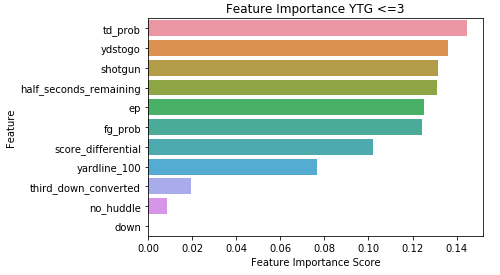 Feature Importance YTG <=3
td_prob
ydstogo
shotgun
half_seconds_remaining
ep
fg_prob
score_differential
yardline_100
third_down_converted
no_huddle
down
Feature
0.00 0.02 0.04 0.06 0.08 0.10 0.12 0.14
Feature Importance Score